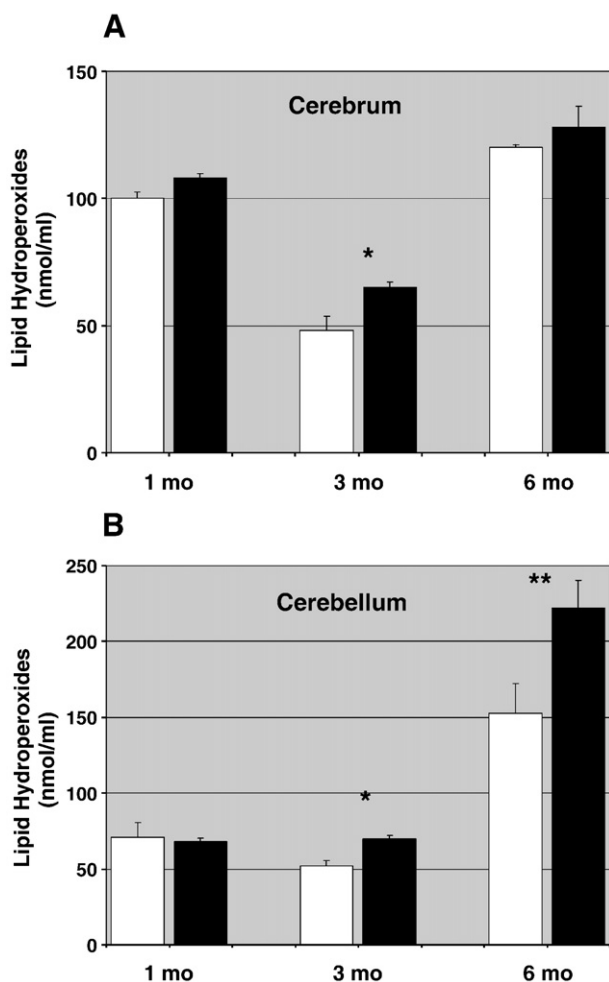 A
Cerebrum
Lipid Hydroperoxides
(nmol/ml)
150
100
50
0
*
1 mo 3 mo 6 mo
B
Cerebellum
Lipid Hydroperoxides
(nmol/ml)
250
200
150
100
50
0
*
**
1 mo 3 mo 6 mo